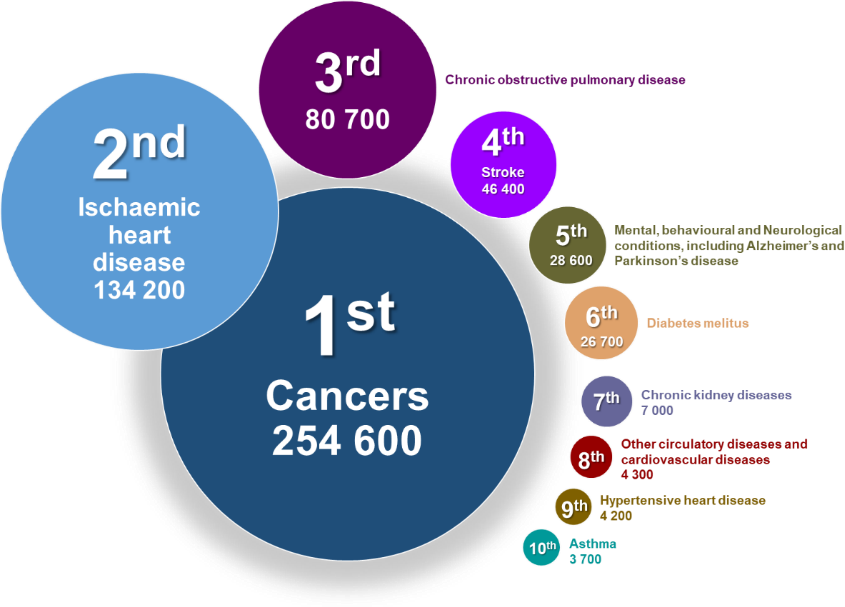 1st
Cancers
254 600
2nd
Ischaemic
heart
disease
134 200
3rd
80 700
Chronic obstructive pulmonary disease
4th
Stroke
46 400
5th
28 600
Mental, behavioural and Neurological
conditions, including Alzheimer's and
Parkinson's disease
6th
26 700
Diabetes melitus
7th
Chronic kidney diseases
7 000
8th
Other circulatory diseases and
cardiovascular diseases
4 300
9th
Hypertensive heart disease
4 200
10th
Asthma
3 700